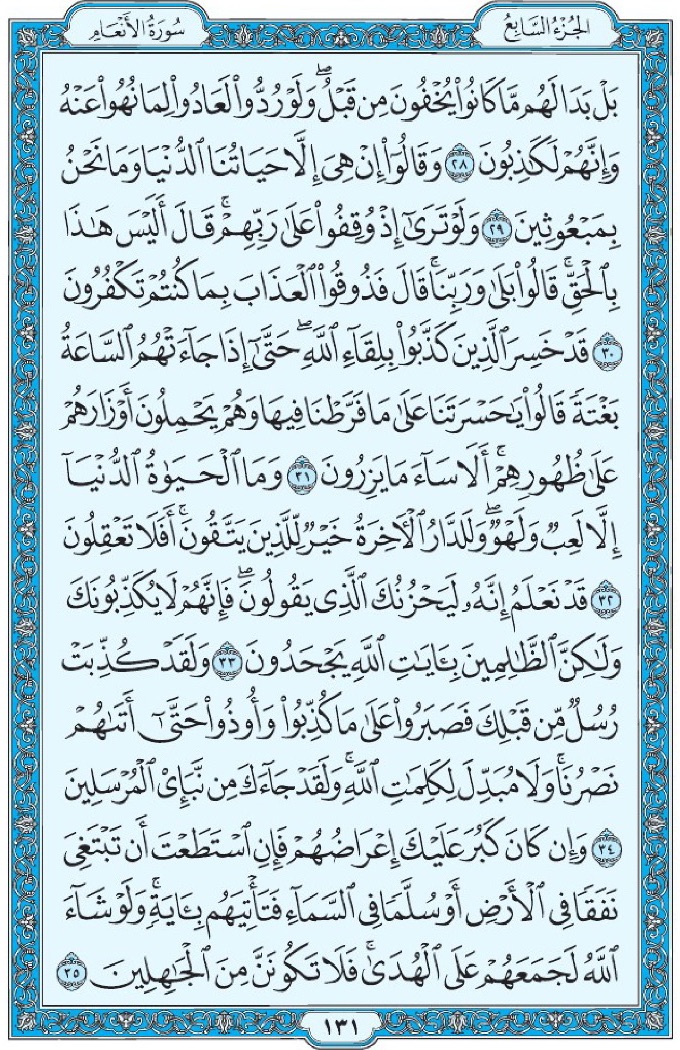 الجُزْءُ السَّابِعُ
سُورَةُ الأَنْعَامِ
بَلْ بَدَا لَهُم مَّا كَانُوا۟ يُخْفُونَ مِن قَبْلُ ۖ وَلَوْ رُدُّوا۟ لَعَادُوا۟ لِمَا نُهُوا۟ عَنْهُ
وَإِنَّهُمْ لَكَٰذِبُونَ ٢٨ وَقَالُوٓا۟ إِنْ هِىَ إِلَّا حَيَاتُنَا ٱلدُّنْيَا وَمَا نَحْنُ
بِمَبْعُوثِينَ ٢٩ وَلَوْ تَرَىٰٓ إِذْ وُقِفُوا۟ عَلَىٰ رَبِّهِمْ ۚ قَالَ أَلَيْسَ هَٰذَا
بِٱلْحَقِّ ۚ قَالُوا۟ بَلَىٰ وَرَبِّنَا ۚ قَالَ فَذُوقُوا۟ ٱلْعَذَابَ بِمَا كُنتُمْ تَكْفُرُونَ
٣٠ قَدْ خَسِرَ ٱلَّذِينَ كَذَّبُوا۟ بِلِقَآءِ ٱللَّهِ ۖ حَتَّىٰٓ إِذَا جَآءَتْهُمُ ٱلسَّاعَةُ
بَغْتَةً قَالُوا۟ يَٰحَسْرَتَنَا عَلَىٰ مَا فَرَّطْنَا فِيهَا وَهُمْ يَحْمِلُونَ أَوْزَارَهُمْ
عَلَىٰ ظُهُورِهِمْ ۚ أَلَا سَآءَ مَا يَزِرُونَ ٣١ وَمَا ٱلْحَيَوٰةُ ٱلدُّنْيَآ
إِلَّا لَعِبٌ وَلَهْوٌ ۖ وَلَلدَّارُ ٱلْءَاخِرَةُ خَيْرٌ لِّلَّذِينَ يَتَّقُونَ ۗ أَفَلَا تَعْقِلُونَ
٣٢ قَدْ نَعْلَمُ إِنَّهُۥ لَيَحْزُنُكَ ٱلَّذِى يَقُولُونَ ۖ فَإِنَّهُمْ لَا يُكَذِّبُونَكَ
وَلَٰكِنَّ ٱلظَّٰلِمِينَ بِـَٔايَٰتِ ٱللَّهِ يَجْحَدُونَ ٣٣ وَلَقَدْ كُذِّبَتْ
رُسُلٌ مِّن قَبْلِكَ فَصَبَرُوا۟ عَلَىٰ مَا كُذِّبُوا۟ وَأُوذُوا۟ حَتَّىٰٓ أَتَىٰهُمْ
نَصْرُنَا ۚ وَلَا مُبَدِّلَ لِكَلِمَٰتِ ٱللَّهِ ۚ وَلَقَدْ جَآءَكَ مِن نَّبَإِى۟ ٱلْمُرْسَلِينَ
٣٤ وَإِن كَانَ كَبُرَ عَلَيْكَ إِعْرَاضُهُمْ فَإِنِ ٱسْتَطَعْتَ أَن تَبْتَغِىَ
نَفَقًا فِى ٱلْأَرْضِ أَوْ سُلَّمًا فِى ٱلسَّمَآءِ فَتَأْتِيَهُم بِـَٔايَةٍ ۚ وَلَوْ شَآءَ
ٱللَّهُ لَجَمَعَهُمْ عَلَى ٱلْهُدَىٰ ۚ فَلَا تَكُونَنَّ مِنَ ٱلْجَٰهِلِينَ ٣٥
١٣١